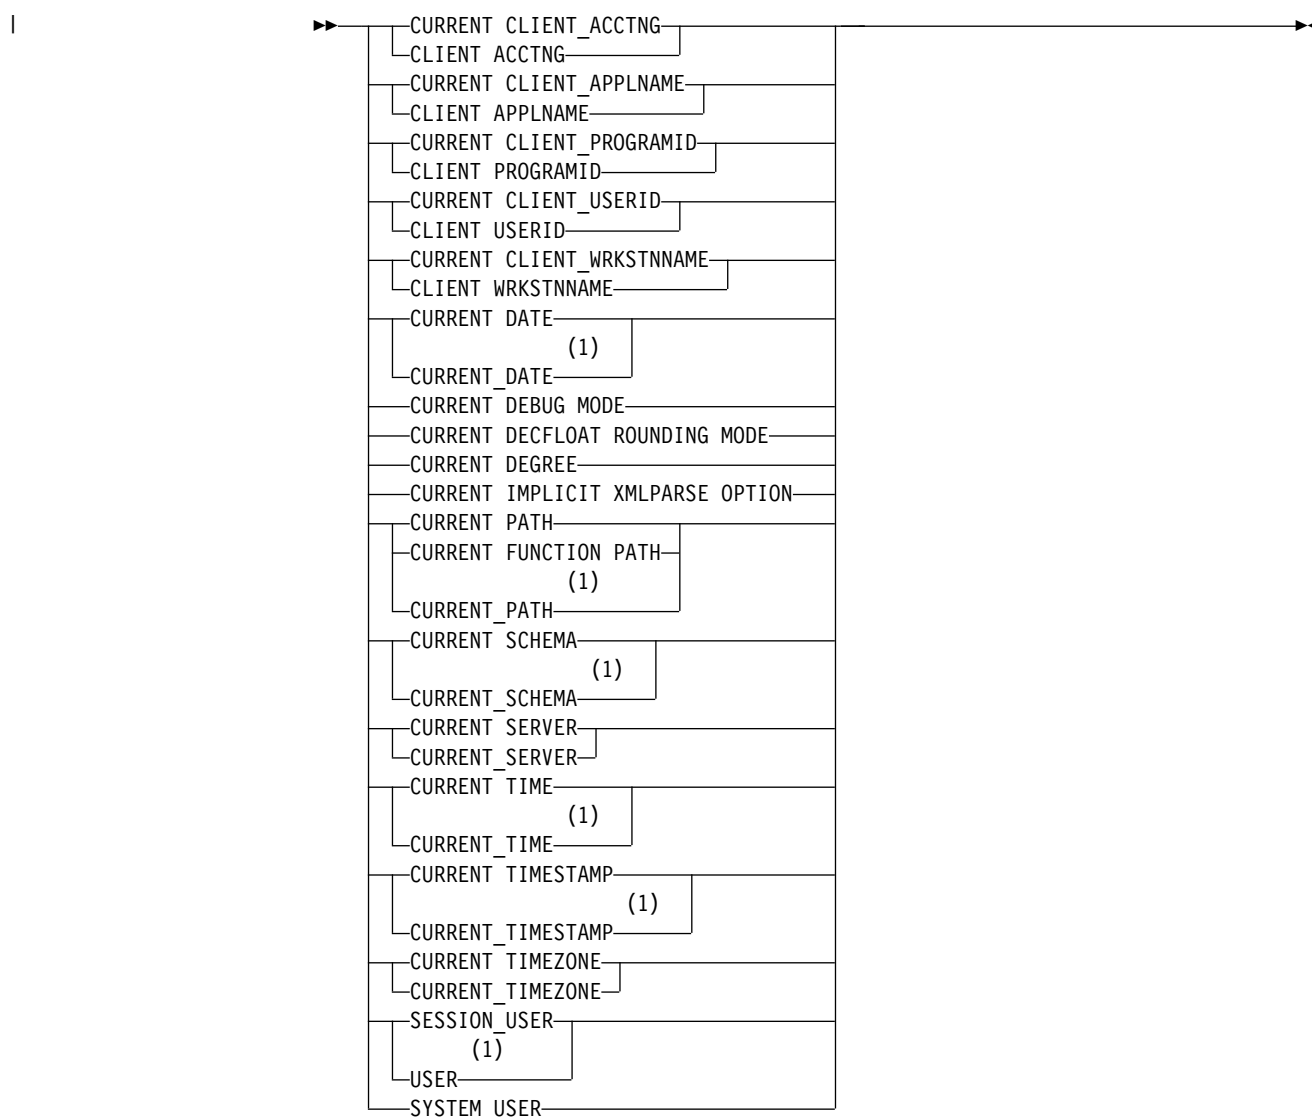 |
CURRENT CLIENT_ACCTNG
CLIENT ACCTNG
CURRENT CLIENT_APPLNAME
CLIENT APPLNAME
CURRENT CLIENT_PROGRAMID
CLIENT PROGRAMID
CURRENT CLIENT_USERID
CLIENT USERID
CURRENT CLIENT_WRKSTNNAME
CLIENT WRKSTNNAME
CURRENT DATE
(1)
CURRENT_DATE
CURRENT DEBUG MODE
CURRENT DECFLOAT ROUNDING MODE
CURRENT DEGREE
CURRENT IMPLICIT XMLPARSE OPTION
CURRENT PATH
CURRENT FUNCTION PATH
(1)
CURRENT_PATH
CURRENT SCHEMA
(1)
CURRENT_SCHEMA
CURRENT SERVER
CURRENT_SERVER
CURRENT TIME
(1)
CURRENT_TIME
CURRENT TIMESTAMP
(1)
CURRENT_TIMESTAMP
CURRENT TIMEZONE
CURRENT_TIMEZONE
SESSION_USER
(1)
USER
SYSTEM USER